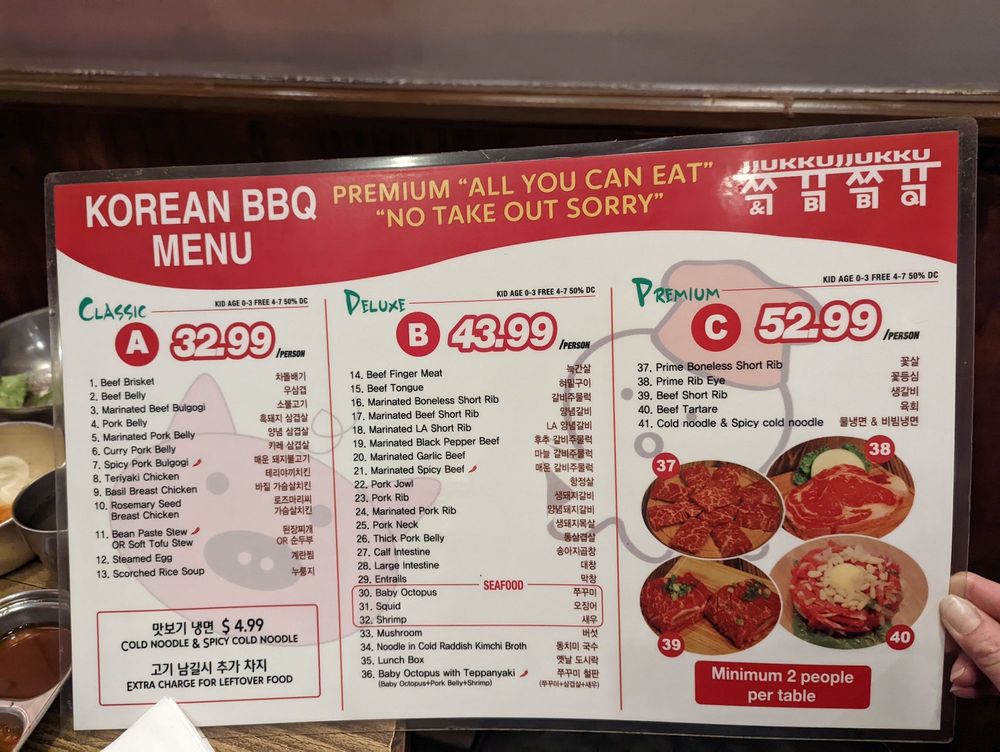 KOREAN BBQ
MENU
PREMIUM “ALL YOU CAN EAT”
“NO TAKE OUT SORRY”
JJUKKUJJUKKU
쭉 삼 쭘 삼
& B B Q
CLASSIC
KID AGE 0-3 FREE 4-7 50% DC
A 32.99 /PERSON
1. Beef Brisket 차돌배기
2. Beef Belly 우삼겹
3. Marinated Beef Bulgogi 소불고기
4. Pork Belly 흑돼지 삼겹살
5. Marinated Pork Belly 양념 삼겹살
6. Curry Pork Belly 카레 삼겹살
7. Spicy Pork Bulgogi 매운 돼지불고기
8. Teriyaki Chicken 테리야끼치킨
9. Basil Breast Chicken 바질 가슴살치킨
10. Rosemary Seed 로즈마리씨
Breast Chicken 가슴살치킨
11. Bean Paste Stew 된장찌개
OR Soft Tofu Stew OR 순두부
12. Steamed Egg 계란찜
13. Scorched Rice Soup 누룽지
맛보기 냉면 $ 4.99
COLD NOODLE & SPICY COLD NOODLE
고기 남길시 추가 차지
EXTRA CHARGE FOR LEFTOVER FOOD
DELUXE
KID AGE 0-3 FREE 4-7 50% DC
B 43.99 /PERSON
14. Beef Finger Meat 늑간살
15. Beef Tongue 혀밑구이
16. Marinated Boneless Short Rib 갈비주물럭
17. Marinated Beef Short Rib 양념갈비
18. Marinated LA Short Rib LA 양념갈비
19. Marinated Black Pepper Beef 후추 갈비주물럭
20. Marinated Garlic Beef 마늘 갈비주물럭
21. Marinated Spicy Beef 매운 갈비주물럭
22. Pork Jowl 항정살
23. Pork Rib 생돼지갈비
24. Marinated Pork Rib 양념돼지갈비
25. Pork Neck 생돼지목살
26. Thick Pork Belly 통삼겹살
27. Calf Intestine 송아지곱창
28. Large Intestine 대창
29. Entrails 막창
SEAFOOD
30. Baby Octopus 쭈꾸미
31. Squid 오징어
32. Shrimp 새우
33. Mushroom 버섯
34. Noodle in Cold Raddish Kimchi Broth 동치미 국수
35. Lunch Box 옛날 도시락
36. Baby Octopus with Teppanyaki 쭈꾸미 철판
(Baby Octopus+Pork Belly+Shrimp) (쭈꾸미+삼겹살+새우)
PREMIUM
KID AGE 0-3 FREE 4-7 50% DC
C 52.99 /PERSON
37. Prime Boneless Short Rib 꽃살
38. Prime Rib Eye 꽃등심
39. Beef Short Rib 생갈비
40. Beef Tartare 육회
41. Cold noodle & Spicy cold noodle 물냉면 & 비빔냉면
37
38
39
40
Minimum 2 people
per table